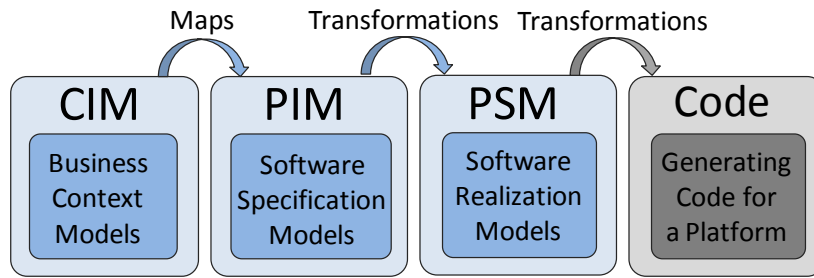 Maps
Transformations
Transformations
CIM
Business
Context
Models
PIM
Software
Specification
Models
PSM
Software
Realization
Models
Code
Generating
Code for
a Platform